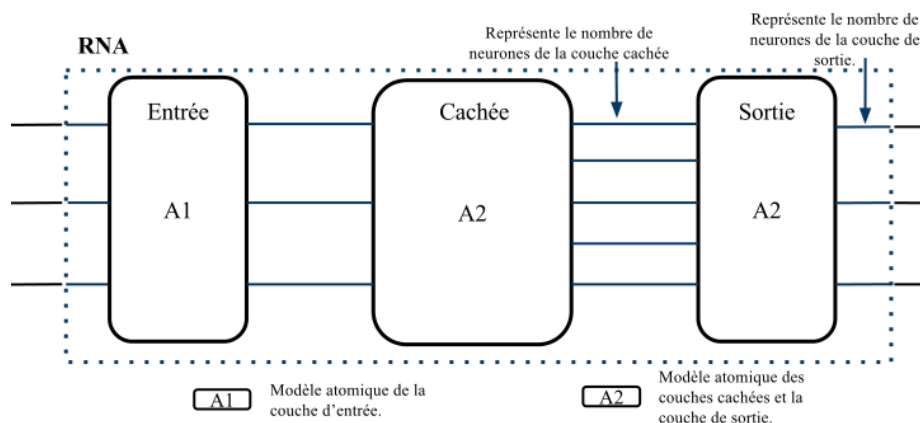 Représente le nombre de
neurones de la couche cachée
Représente le nombre de
neurones de la couche de
sortie.
RNA
Entrée
Cachée
Sortie
A1
A2
A2
A1
Modèle atomique de la
couche d'entrée.
A2
Modèle atomique des
couches cachées et la
couche de sortie.